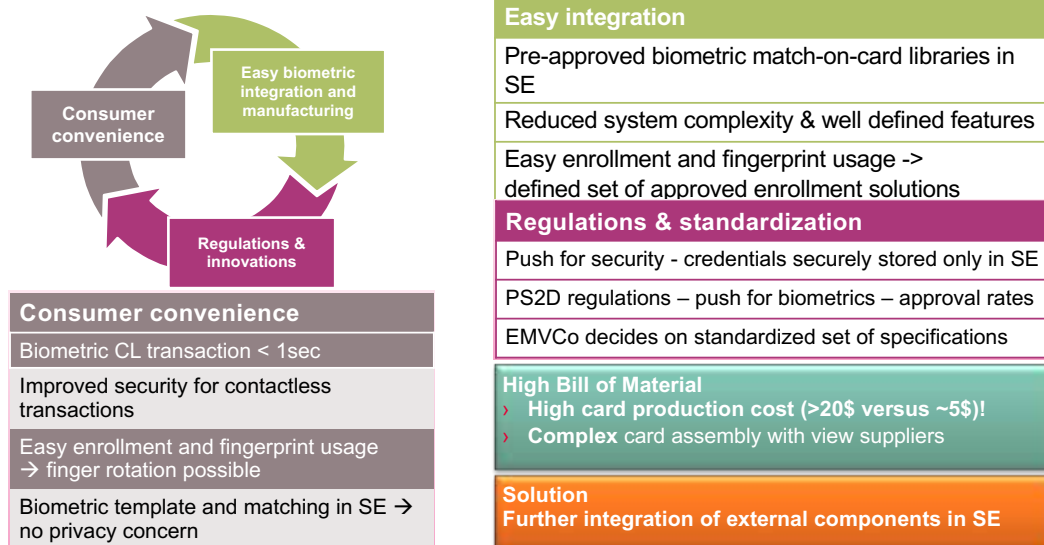 Easy biometric
integration and
manufacturing
Consumer
convenience
Regulations &
innovations
Consumer convenience
Biometric CL transaction < 1sec
Improved security for contactless
transactions
Easy enrollment and fingerprint usage
→ finger rotation possible
Biometric template and matching in SE →
no privacy concern
Easy integration
Pre-approved biometric match-on-card libraries in
SE
Reduced system complexity & well defined features
Easy enrollment and fingerprint usage ->
defined set of approved enrollment solutions
Regulations & standardization
Push for security - credentials securely stored only in SE
PS2D regulations – push for biometrics – approval rates
EMVCo decides on standardized set of specifications
High Bill of Material
› High card production cost (>20$ versus ~5$)!
› Complex card assembly with view suppliers
Solution
Further integration of external components in SE